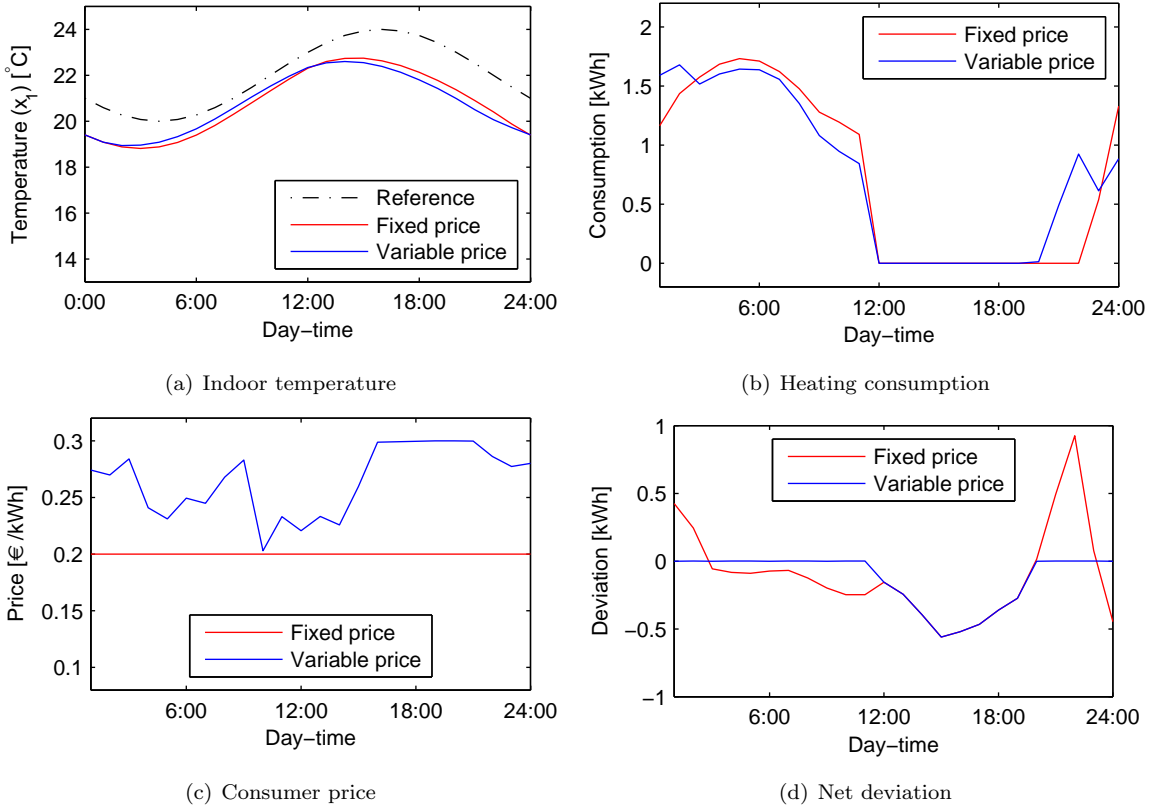 24
22
20
18
16
14
Temperature (x1) [°C]
Reference
Fixed price
Variable price
0:00 6:00 12:00 18:00 24:00
Day−time
(a) Indoor temperature
2
1.5
1
0.5
0
Consumption [kWh]
Fixed price
Variable price
6:00 12:00 18:00 24:00
Day−time
(b) Heating consumption
0.3
0.25
0.2
0.15
0.1
Price [€/kWh]
Fixed price
Variable price
6:00 12:00 18:00 24:00
Day−time
(c) Consumer price
1
0.5
0
−0.5
−1
Deviation [kWh]
Fixed price
Variable price
6:00 12:00 18:00 24:00
Day−time
(d) Net deviation